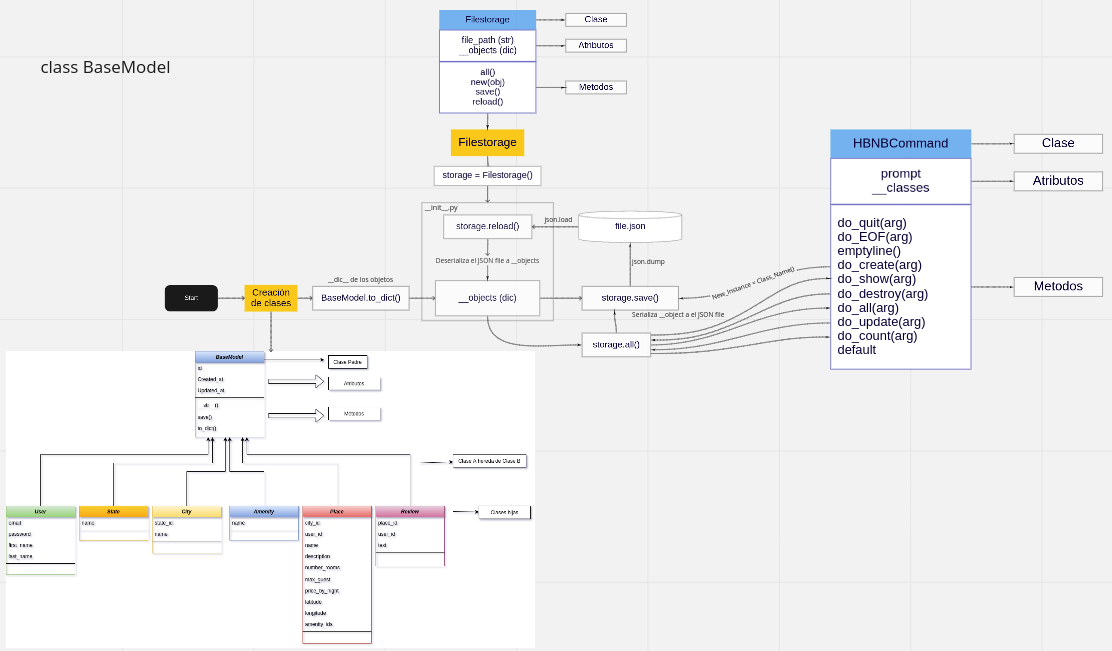 class BaseModel
Filestorage
Clase
file_path (str)
__objects (dic)
Atributos
all()
new(obj)
save()
reload()
Metodos
Filestorage
storage = Filestorage()
__init__.py
storage.reload()
json.load
file.json
Deserializa el JSON file a __objects
json.dump
__dic__ de los objetos
Start
Creación
de clases
BaseModel.to_dict()
__objects (dic)
storage.save()
New_Instance = Class_Name()
Serializa __object a el JSON file
storage.all()
HBNBCommand
Clase
prompt
__classes
Atributos
do_quit(arg)
do_EOF(arg)
emptyline()
do_create(arg)
do_show(arg)
do_destroy(arg)
do_all(arg)
do_update(arg)
do_count(arg)
default
Metodos
BaseModel
Clase Padre
id
Created_at
Updated_at
Atributos
__str__()
save()
to_dict()
Metodos
Clase A hereda de Clase B
User
email
password
first_name
last_name
State
name
City
state_id
name
Amenity
name
Place
city_id
user_id
name
description
number_rooms
max_guest
price_by_night
latitude
longitude
amenity_ids
Review
place_id
user_id
text
Clases hijas